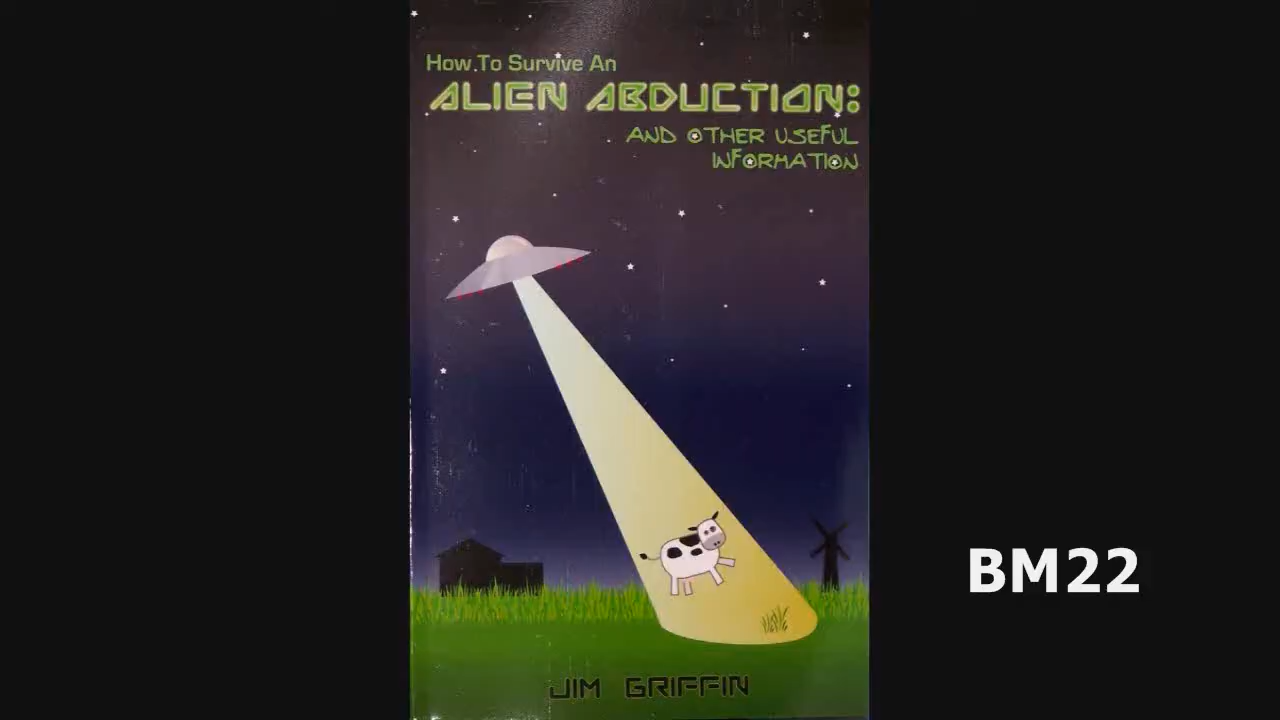 How To Survive An
ALIEN ABDUCTION:
AND OTHER USEFUL
INFORMATION
BM22
JIM GRIFFIN